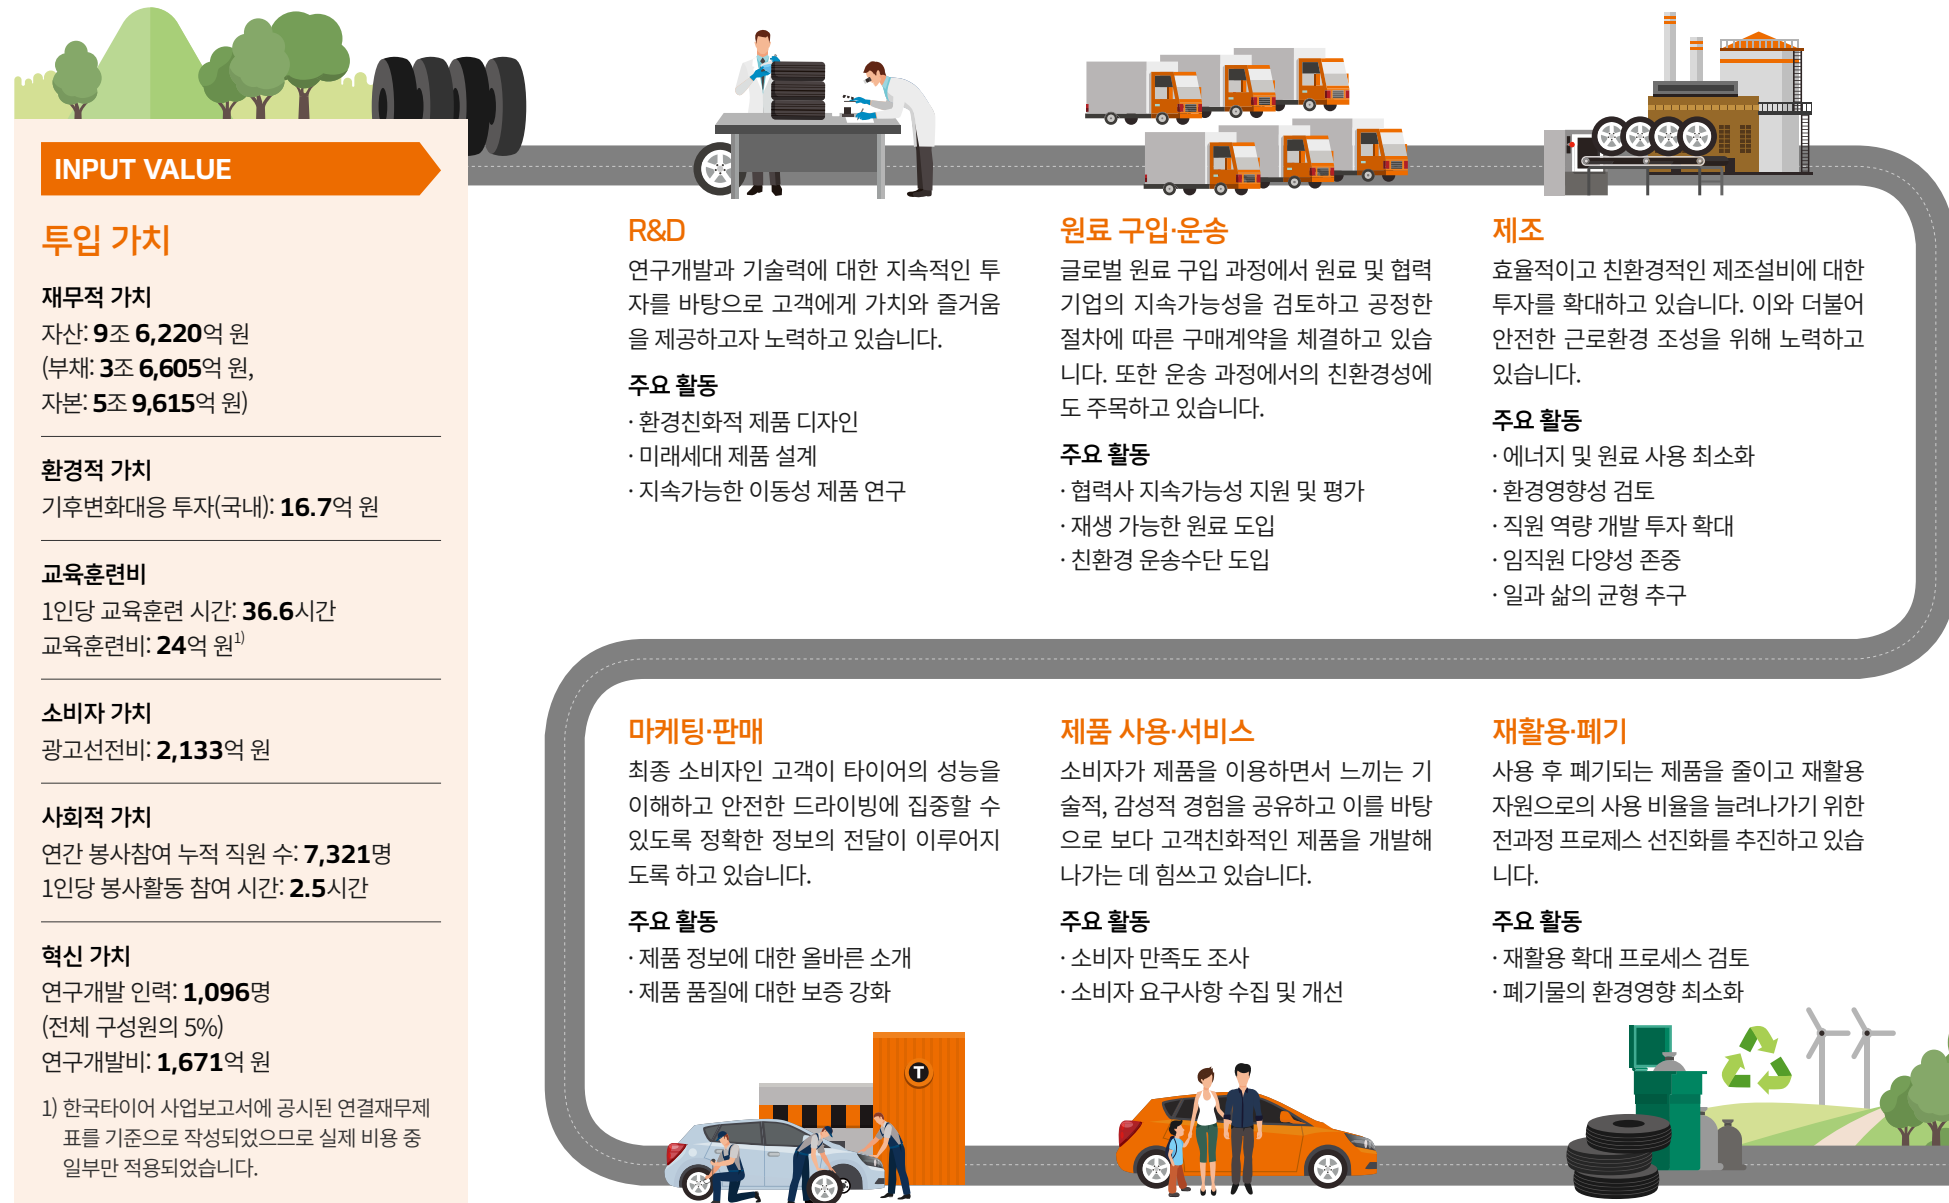 INPUT VALUE
투입 가치
재무적 가치
자산: 9조 6,220억 원
(부채: 3조 6,605억 원,
자본: 5조 9,615억 원)
환경적 가치
기후변화대응 투자(국내): 16.7억 원
교육훈련비
1인당 교육훈련 시간: 36.6시간
교육훈련비: 24억 원1)
소비자 가치
광고선전비: 2,133억 원
사회적 가치
연간 봉사참여 누적 직원 수: 7,321명
1인당 봉사활동 참여 시간: 2.5시간
혁신 가치
연구개발 인력: 1,096명
(전체 구성원의 5%)
연구개발비: 1,671억 원
1) 한국타이어 사업보고서에 공시된 연결재무제
표를 기준으로 작성되었으므로 실제 비용 중
일부만 적용되었습니다.
R&D
연구개발과 기술력에 대한 지속적인 투
자를 바탕으로 고객에게 가치와 즐거움
을 제공하고자 노력하고 있습니다.
주요 활동
· 환경친화적 제품 디자인
· 미래세대 제품 설계
· 지속가능한 이동성 제품 연구
원료 구입·운송
글로벌 원료 구입 과정에서 원료 및 협력
기업의 지속가능성을 검토하고 공정한
절차에 따른 구매계약을 체결하고 있습
니다. 또한 운송 과정에서의 친환경성에
도 주목하고 있습니다.
주요 활동
· 협력사 지속가능성 지원 및 평가
· 재생 가능한 원료 도입
· 친환경 운송수단 도입
제조
효율적이고 친환경적인 제조설비에 대한
투자를 확대하고 있습니다. 이와 더불어
안전한 근로환경 조성을 위해 노력하고
있습니다.
주요 활동
· 에너지 및 원료 사용 최소화
· 환경영향성 검토
· 직원 역량 개발 투자 확대
· 임직원 다양성 존중
· 일과 삶의 균형 추구
마케팅·판매
최종 소비자인 고객이 타이어의 성능을
이해하고 안전한 드라이빙에 집중할 수
있도록 정확한 정보의 전달이 이루어지
도록 하고 있습니다.
주요 활동
· 제품 정보에 대한 올바른 소개
· 제품 품질에 대한 보증 강화
제품 사용·서비스
소비자가 제품을 이용하면서 느끼는 기
술적, 감성적 경험을 공유하고 이를 바탕
으로 보다 고객친화적인 제품을 개발해
나가는 데 힘쓰고 있습니다.
주요 활동
· 소비자 만족도 조사
· 소비자 요구사항 수집 및 개선
재활용·폐기
사용 후 폐기되는 제품을 줄이고 재활용
자원으로의 사용 비율을 늘려나가기 위한
전과정 프로제스 선진화를 추진하고 있습
니다.
주요 활동
· 재활용 확대 프로세스 검토
· 폐기물의 환경영향 최소화
T